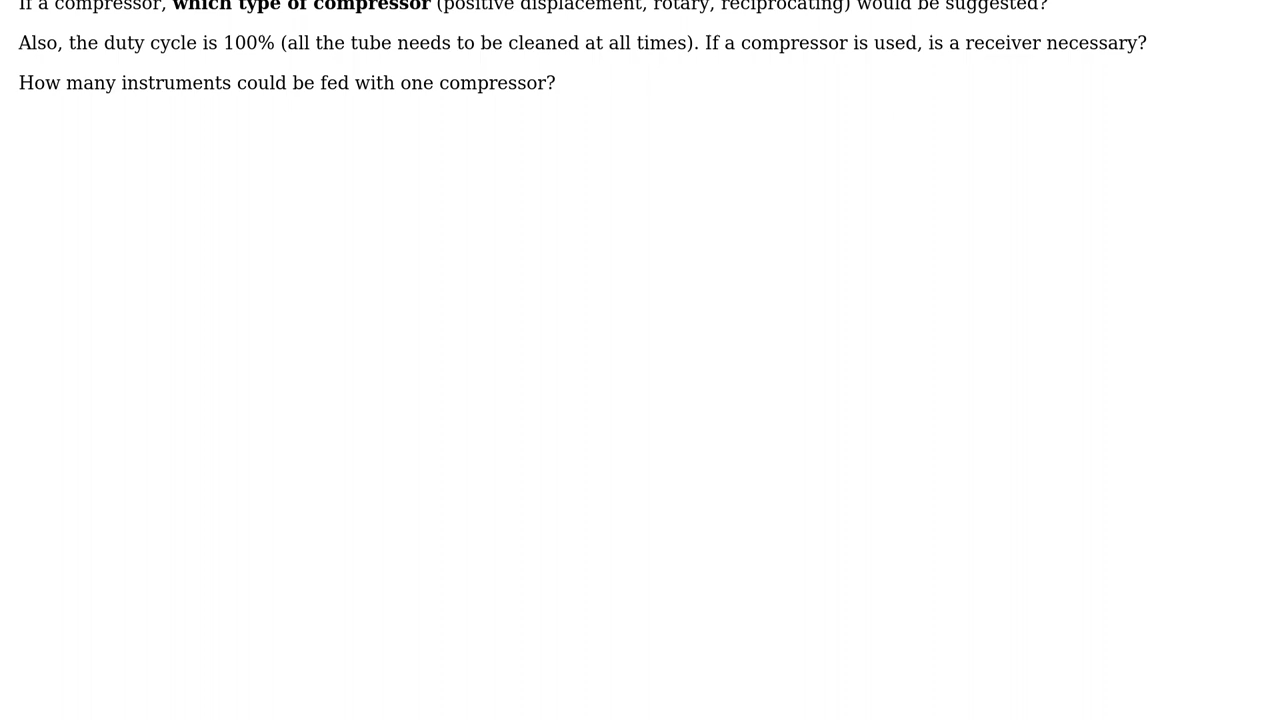 If a compressor, which type of compressor (positive displacement, rotary, reciprocating) would be suggested?
Also, the duty cycle is 100% (all the tube needs to be cleaned at all times). If a compressor is used, is a receiver necessary?
How many instruments could be fed with one compressor?